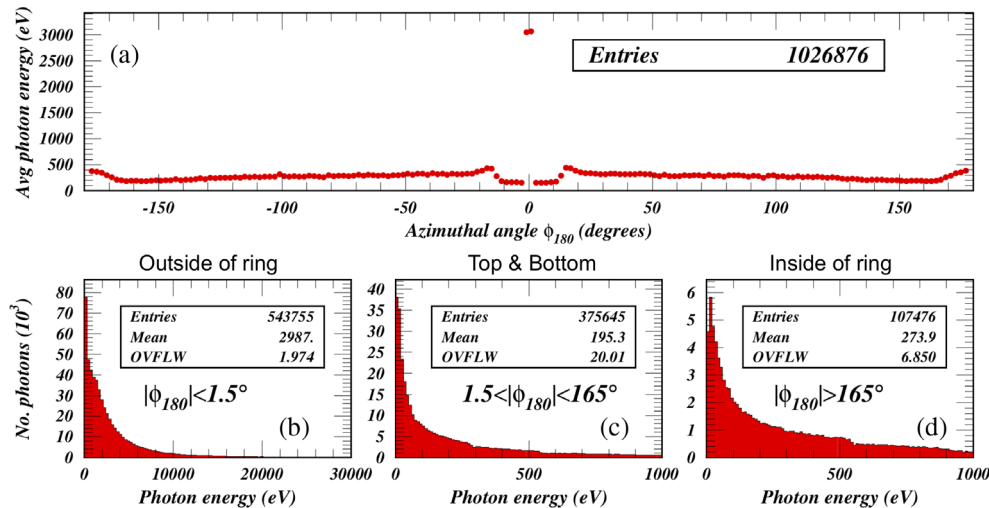 Avg photon energy (eV)
3000
2500
2000
1500
1000
500
0
(a)
Entries 1026876
-150 -100 -50 0 50 100 150
Azimuthal angle ϕ180 (degrees)
Outside of ring
No. photons (10³)
80
70
60
50
40
30
20
10
0
Entries 543755
Mean 2987.
OVFLW 1.974
|ϕ180|<1.5°
(b)
0 10000 20000 30000
Photon energy (eV)
Top & Bottom
40
35
30
25
20
15
10
5
0
Entries 375645
Mean 195.3
OVFLW 20.01
1.5<|ϕ180|<165°
(c)
0 500 1000
Photon energy (eV)
Inside of ring
6
5
4
3
2
1
0
Entries 107476
Mean 273.9
OVFLW 6.850
|ϕ180|>165°
(d)
0 500 1000
Photon energy (eV)